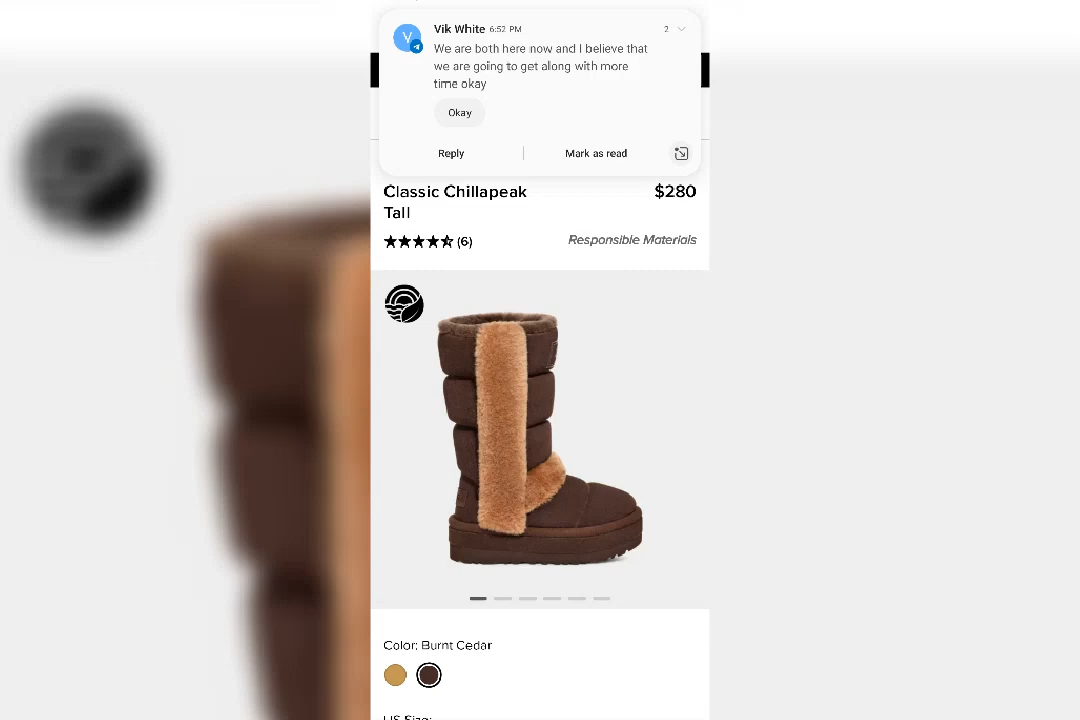 Vik White 6:52 PM
2
We are both here now and I believe that
we are going to get along with more
time okay
Okay
Reply
Mark as read
Classic Chillapeak
Tall
$280
(6)
Responsible Materials
Color: Burnt Cedar
US Size: